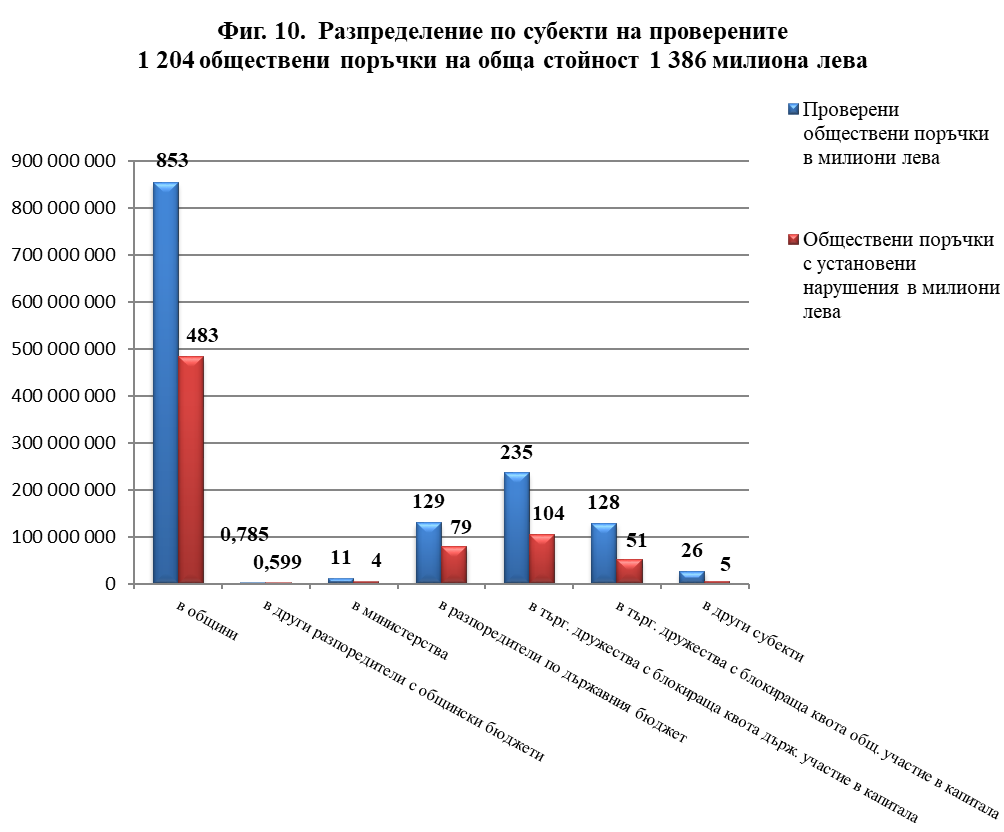 Фиг. 10. Разпределение по субекти на проверените
1 204 обществени поръчки на обща стойност 1 386 милиона лева
Проверени
обществени поръчки
в милиони лева
Обществени поръчки
с установени
нарушения в милиони
лева
900 000 000
800 000 000
700 000 000
600 000 000
500 000 000
400 000 000
300 000 000
200 000 000
100 000 000
0
853
483
0,785
0,599
11
4
129
79
235
104
128
51
26
5
в общини
в други разпоредители с общински бюджети
в министерства
в разпоредители по държавния бюджет
в търг. дружества с блокираща квота държ. участие в капитала
в търг. дружества с блокираща квота общ. участие в капитала
в други субекти